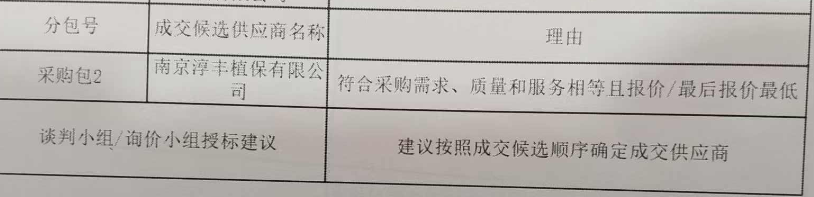 分包号
成交候选供应商名称
理由
采购包2
南京淳丰植保有限公
司
符合采购需求、质量和服务相等且报价/最后报价最低
谈判小组/询价小组授标建议
建议按照成交候选顺序确定成交供应商